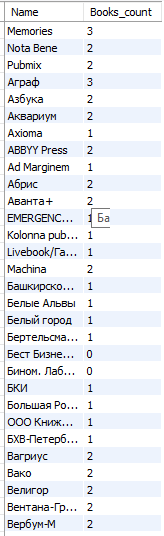 Name Books_count
Memories 3
Nota Bene 2
Pubmix 2
Аграф 3
Азбука 2
Аквариум 2
Axioma 1
ABBYY Press 2
Ad Marginem 1
Абрис 2
Аванта+ 2
EMERGENC... 1 Ба
Kolonna pub... 1
Livebook/Га... 1
Machina 2
Башкирско... 1
Белые Альвы 1
Белый город 1
Бертельсма... 1
Бест Бизне... 0
Бином. Лаб... 0
БКИ 1
Большая Ро... 1
ООО Книж... 1
БХВ-Петерб... 1
Вагриус 2
Вако 2
Велигор 2
Вентана-Гр... 2
Вербум-М 2